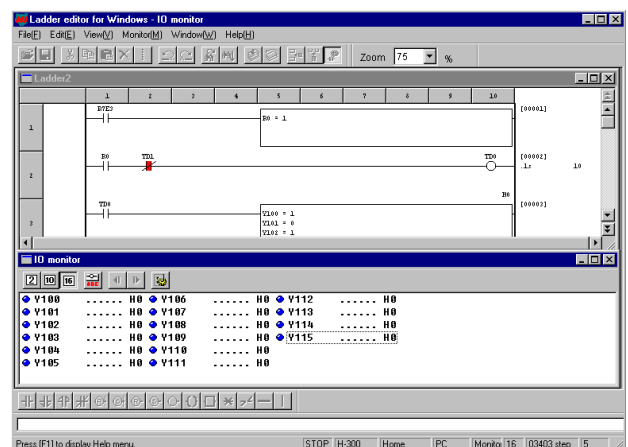 Ladder editor for Windows - IO monitor
File(F) Edit(E) View(V) Monitor(M) Window(W) Help(H)
Zoom 75 %
Ladder2
1 2 3 4 5 6 7 8 9 10
R7E3 [00001]
1 R0 = 1
R0 TD1 TD0 [00002]
.1s 10
2
R0
TD0 [00003]
Y100 = 1
3 Y101 = 0
Y102 = 1
IO monitor
2 10 16 ABC
Y100 ...... H0 Y106 ...... H0 Y112 ...... H0
Y101 ...... H0 Y107 ...... H0 Y113 ...... H0
Y102 ...... H0 Y108 ...... H0 Y114 ...... H0
Y103 ...... H0 Y109 ...... H0 Y115 ...... H0
Y104 ...... H0 Y110 ...... H0
Y105 ...... H0 Y111 ...... H0
Press [F1] to display Help menu. STOP H-300 Home PC Monitor 16 03403 step 5